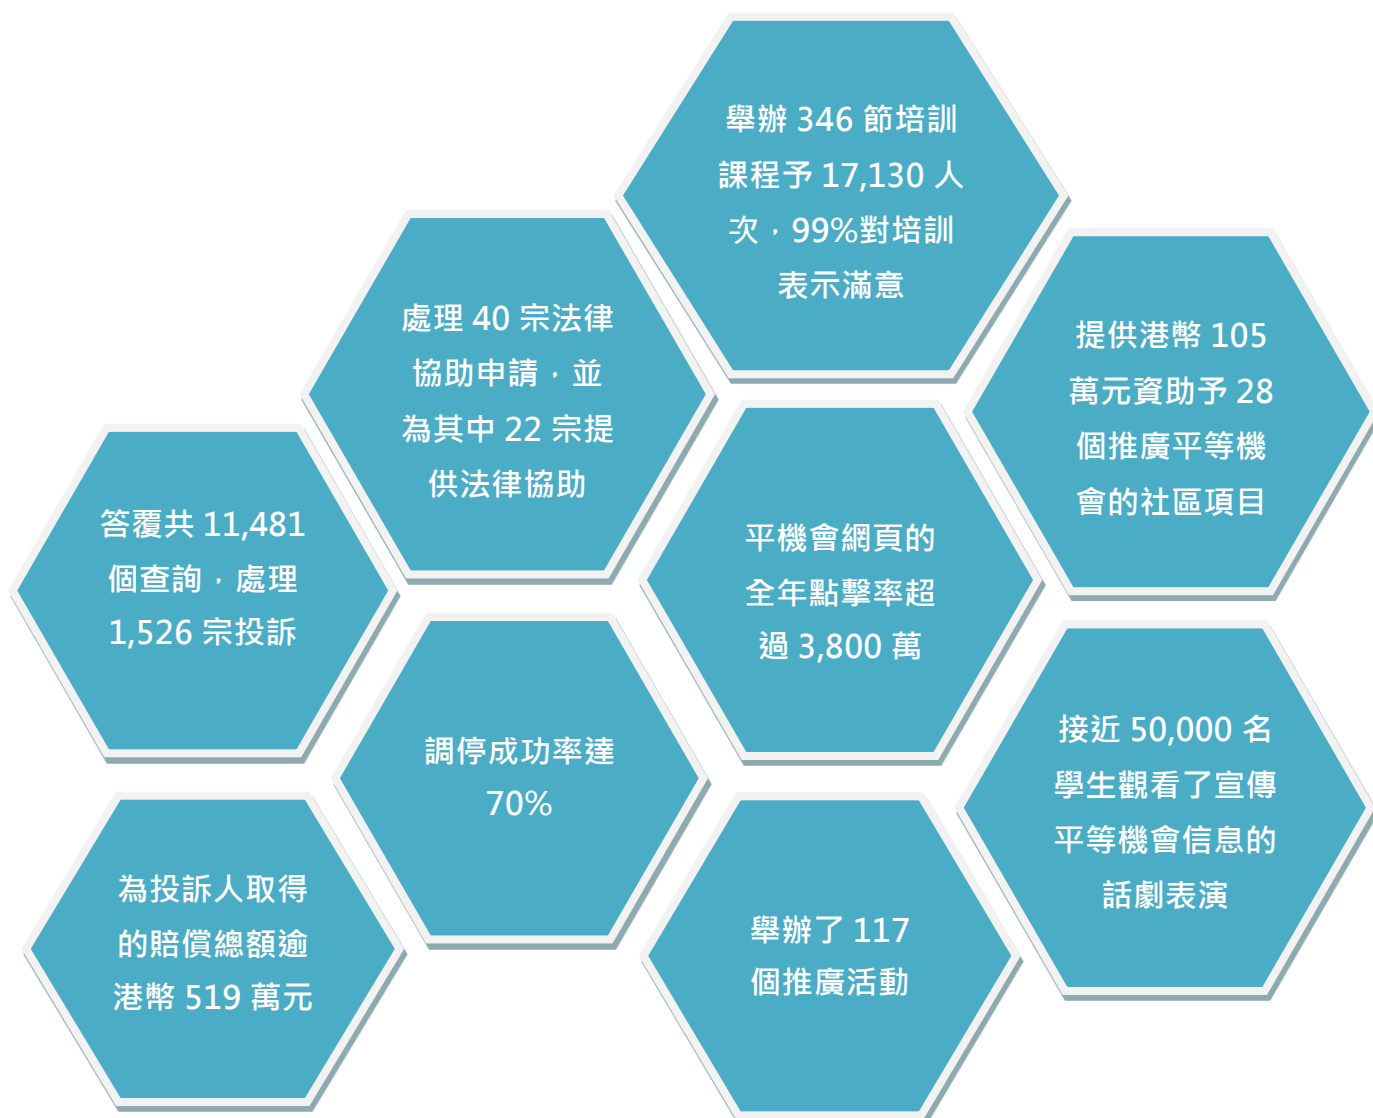 舉辦 346 節培訓
課程予 17,130 人
次，99%對培訓
表示滿意
處理 40 宗法律
協助申請，並
為其中 22 宗提
供法律協助
提供港幣 105
萬元資助予 28
個推廣平等機
會的社區項目
答覆共 11,481
個查詢，處理
1,526 宗投訴
平機會網頁的
全年點擊率超
過 3,800 萬
調停成功率達
70%
接近 50,000 名
學生觀看了宣傳
平等機會信息的
話劇表演
為投訴人取得
的賠償總額逾
港幣 519 萬元
舉辦了 117
個推廣活動